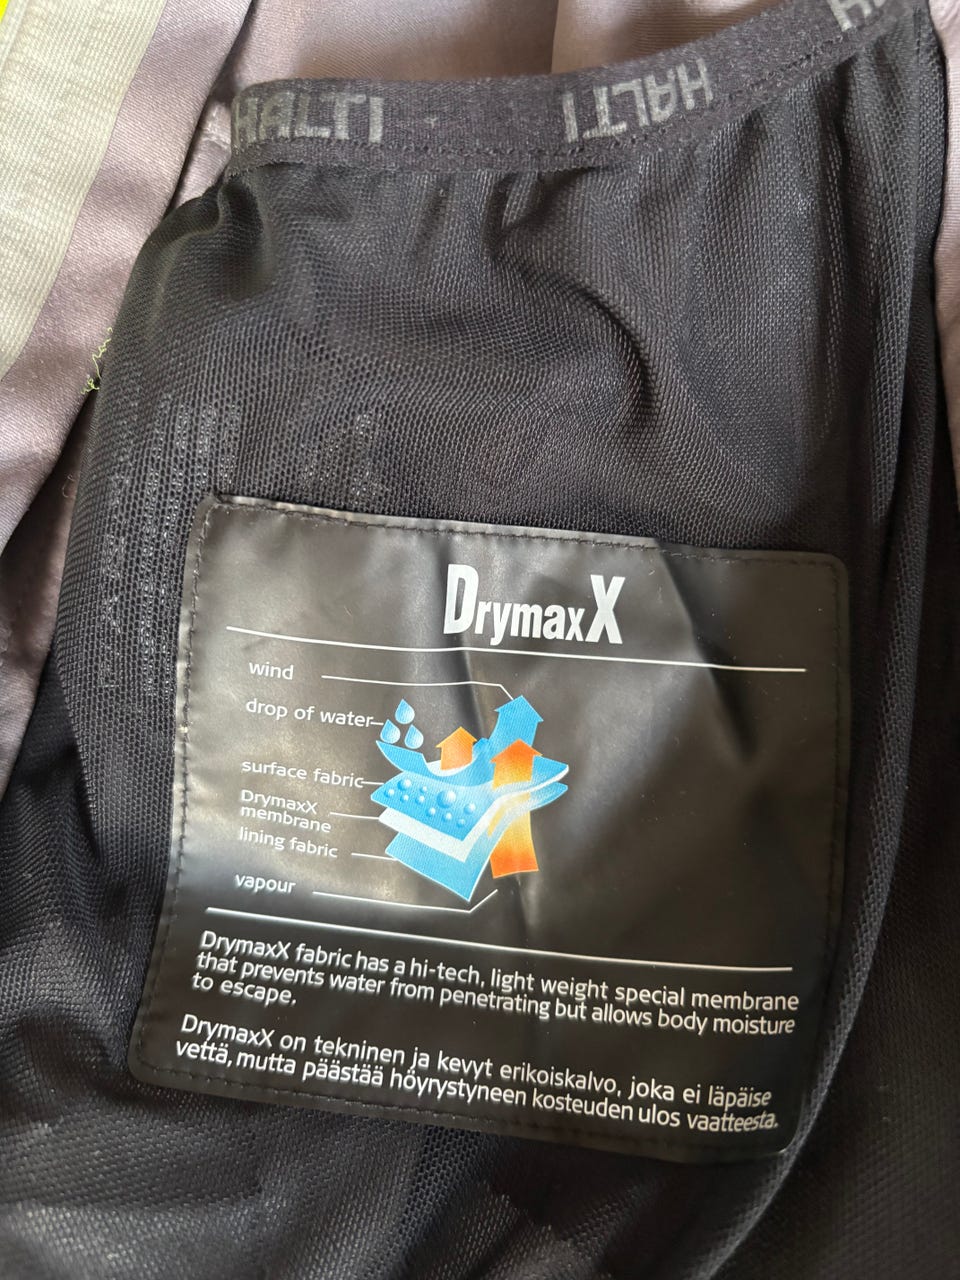 HALTI HALTI
DrymaxX
wind
drop of water
surface fabric
DrymaxX
membrane
lining fabric
vapour
DrymaxX fabric has a hi-tech, light weight special membrane
that prevents water from penetrating but allows body moisture
to escape.
DrymaxX on tekninen ja kevyt erikoiskalvo, joka ei läpäise
vettä, mutta päästää höyrystyneen kosteuden ulos vaatteesta.